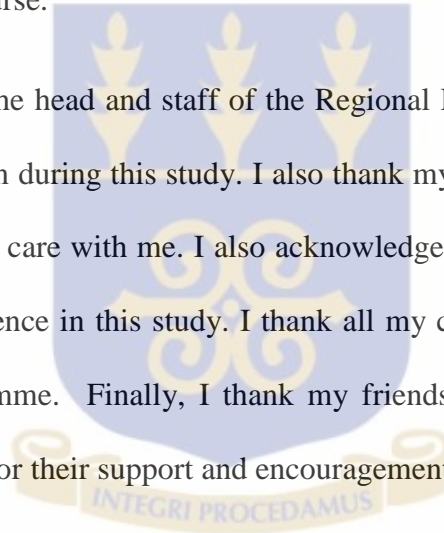 he head and staff of the Regional
during this study. I also thank my
care with me. I also acknowledge
ence in this study. I thank all my
mme. Finally, I thank my friends
or their support and encouragement
INTEGRI PROCEDAMUS